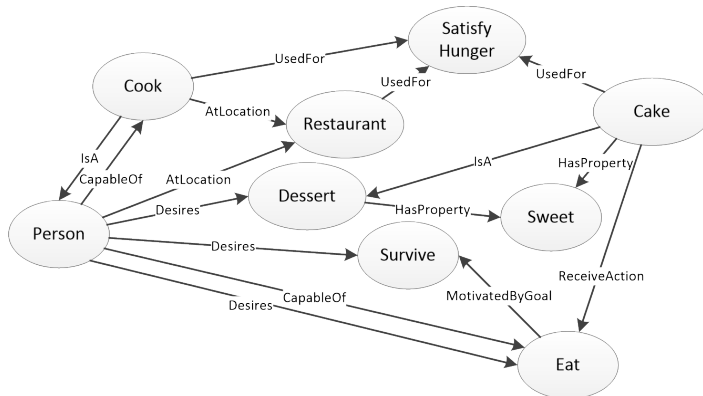 Satisfy
Hunger
UsedFor
Cook
UsedFor
UsedFor
Cake
AtLocation
Restaurant
IsA
CapableOf
AtLocation
IsA
HasProperty
Desires
Dessert
HasProperty
Sweet
Person
Desires
Survive
ReceiveAction
CapableOf
MotivatedByGoal
Desires
Eat